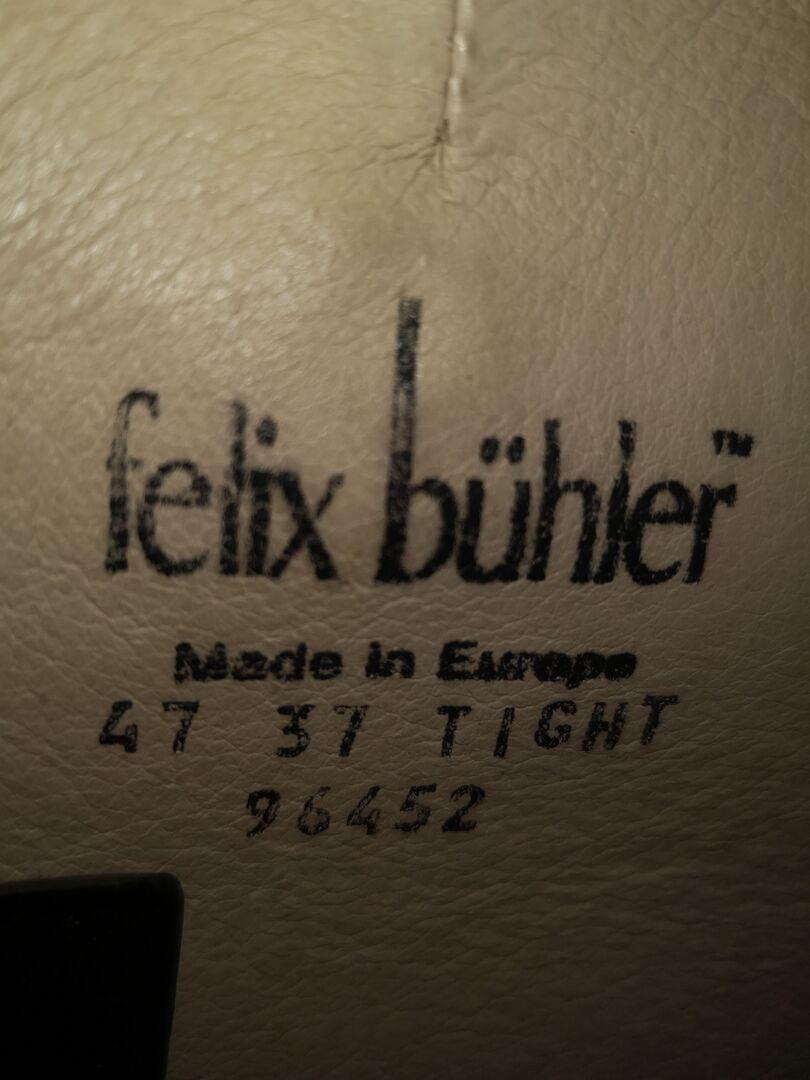 felix bühler™
Made in Europe
47 37 TIGHT
96452